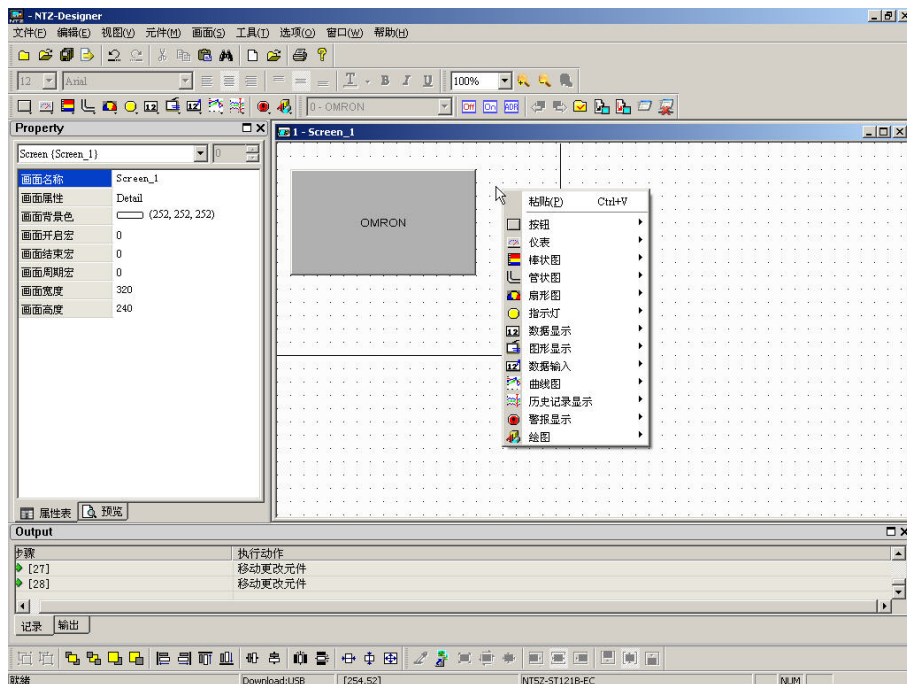 - NTZ-Designer
文件(F) 编辑(E) 视图(V) 元件(M) 画面(S) 工具(T) 选项(O) 窗口(W) 帮助(H)
12 Arial 100%
0 - OMRON Off On ADR
Property
1 - Screen_1
Screen {Screen_1} 0
画面名称 Screen_1
画面属性 Detail
画面背景色 (252, 252, 252)
画面开启宏 0
画面结束宏 0
画面周期宏 0
画面宽度 320
画面高度 240
OMRON
粘贴(P) Ctrl+V
按钮
仪表
棒状图
管状图
扇形图
指示灯
数据显示
图形显示
数据输入
曲线图
历史记录显示
警报显示
绘图
属性表 预览
Output
步骤 执行动作
[27] 移动更改元件
[28] 移动更改元件
记录 输出
就绪 Download:USB [254,52] NT5Z-ST121B-EC NUM